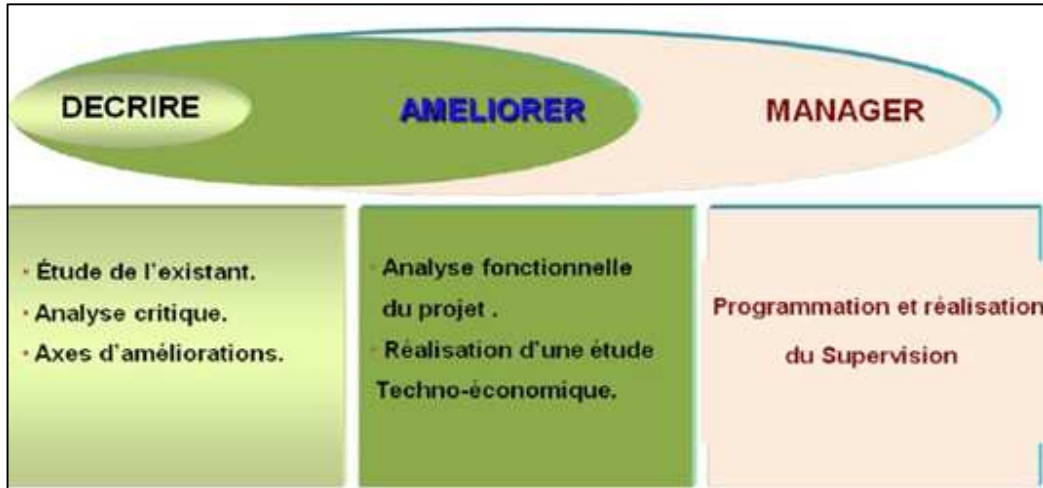 DECRIRE
AMELIORER
MANAGER
• Étude de l'existant.
• Analyse critique.
• Axes d'améliorations.
• Analyse fonctionnelle
du projet .
• Réalisation d'une étude
Techno-économique.
Programmation et réalisation
du Supervision